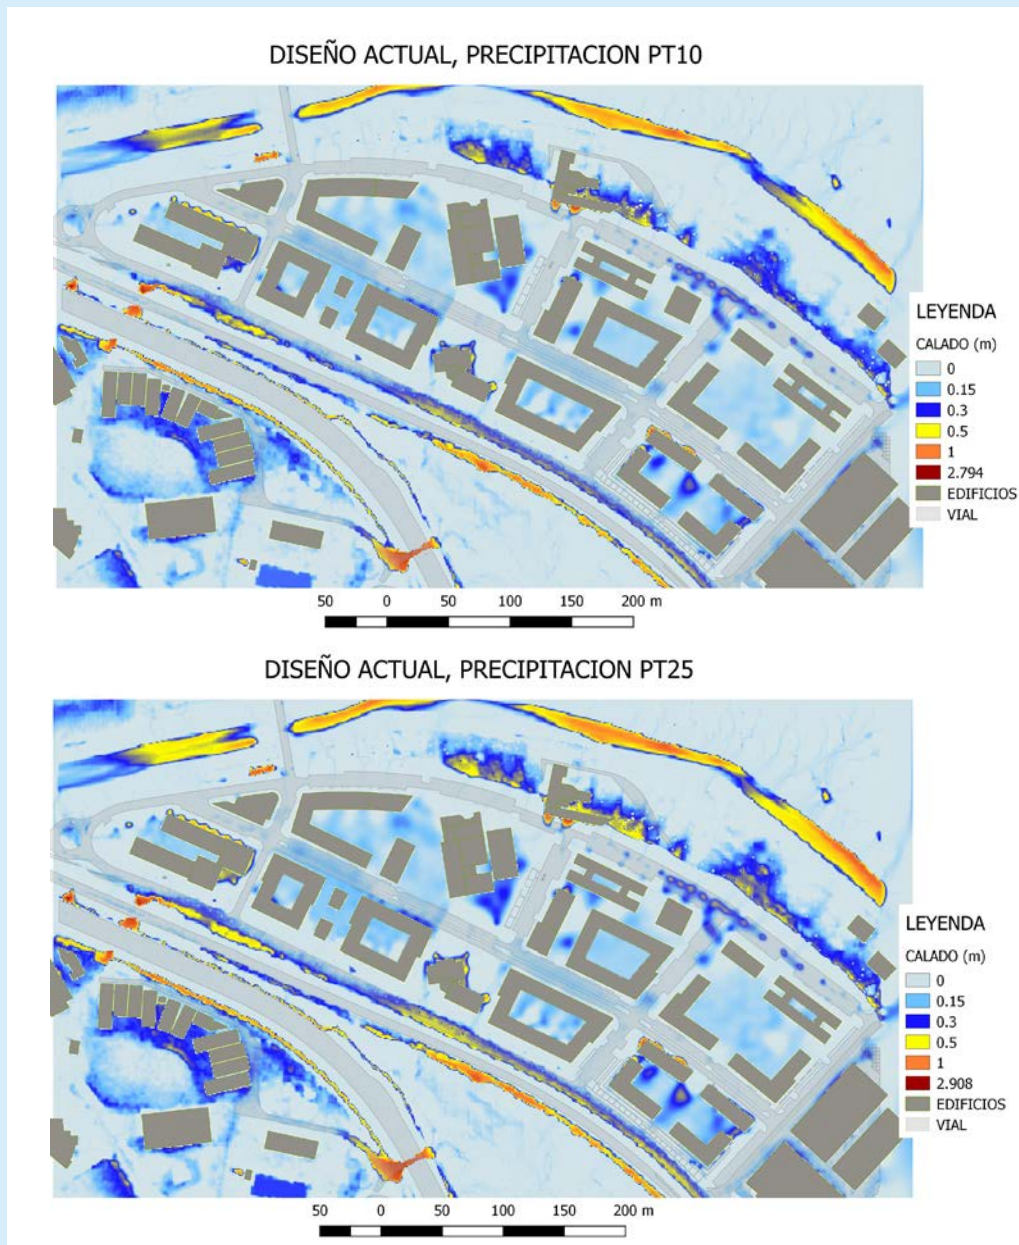 DISEÑO ACTUAL, PRECIPITACION PT10
LEYENDA
CALADO (m)
0
0.15
0.3
0.5
1
2.794
EDIFICIOS
VIAL
50 0 50 100 150 200 m
DISEÑO ACTUAL, PRECIPITACION PT25
LEYENDA
CALADO (m)
0
0.15
0.3
0.5
1
2.908
EDIFICIOS
VIAL
50 0 50 100 150 200 m